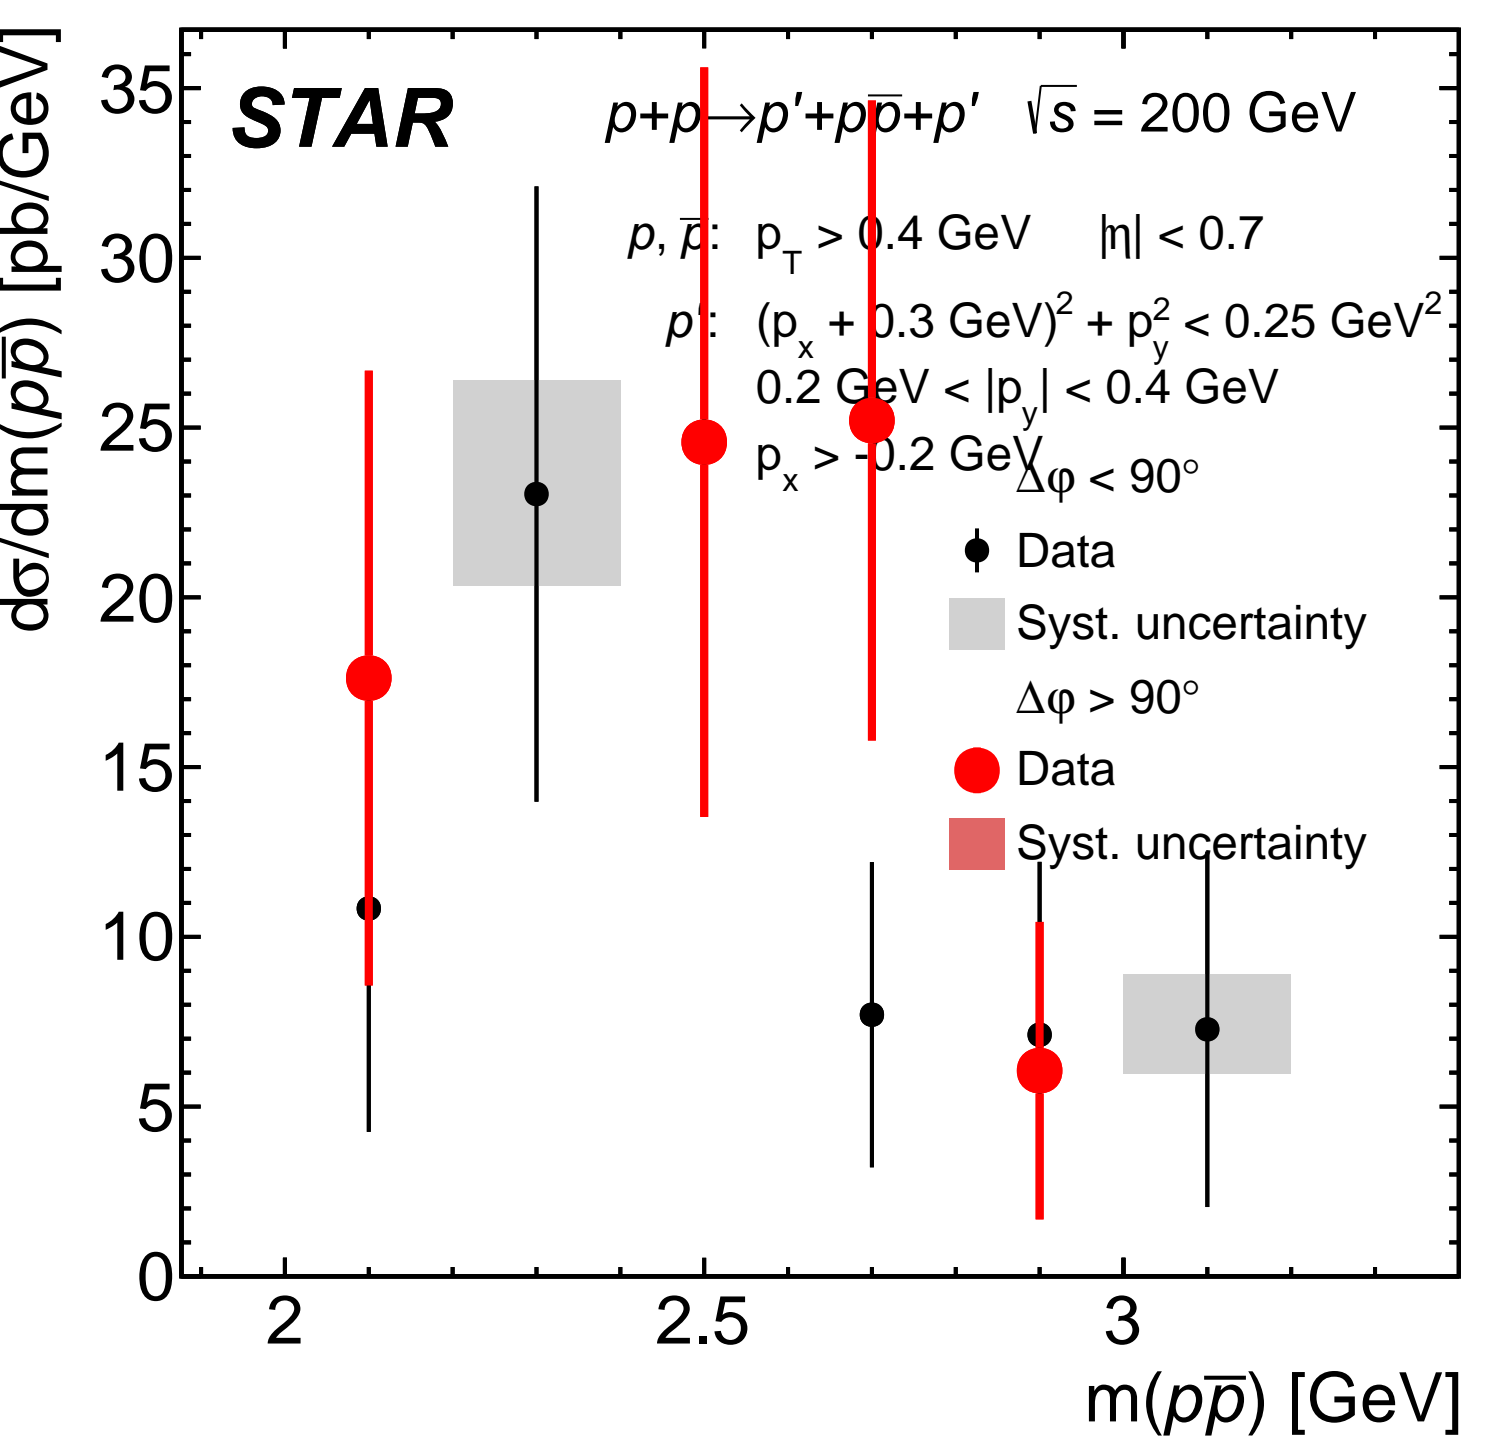 STAR p+p→p′+pp̅+p′ √s = 200 GeV
p, p̅: p_T > 0.4 GeV |η| < 0.7
p′: (p_x + 0.3 GeV)² + p_y² < 0.25 GeV²
0.2 GeV < |p_y| < 0.4 GeV
p_x > -0.2 GeV
Δφ < 90°
Data
Syst. uncertainty
Δφ > 90°
Data
Syst. uncertainty
dσ/dm(pp̅) [pb/GeV]
35
30
25
20
15
10
5
0
2 2.5 3
m(pp̅) [GeV]